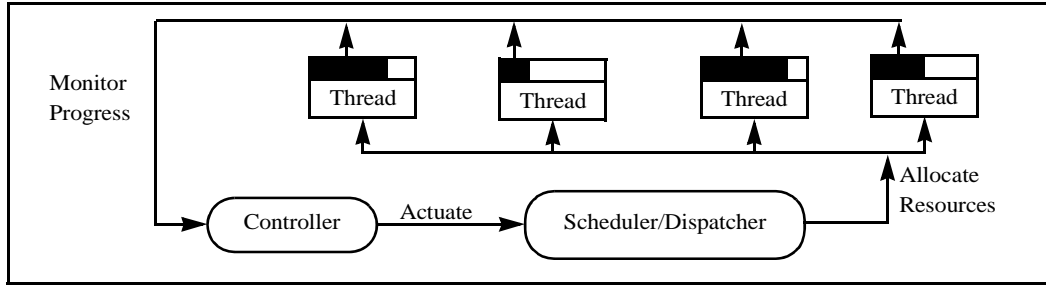 Monitor
Progress
Thread
Thread
Thread
Thread
Allocate
Resources
Controller
Actuate
Scheduler/Dispatcher